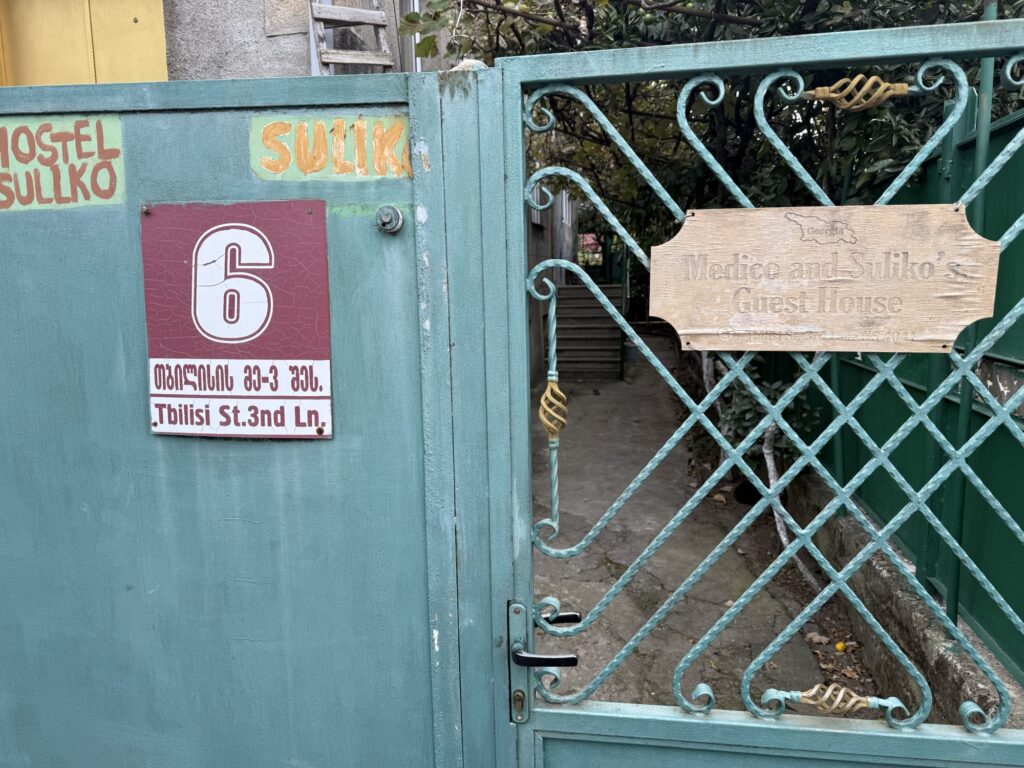 HOSTEL
SULLKO
SULIK
6
თბილისის მე-3 შეს.
Tbilisi St.3nd Ln.
Georgia
Medico and Suliko's
Guest House